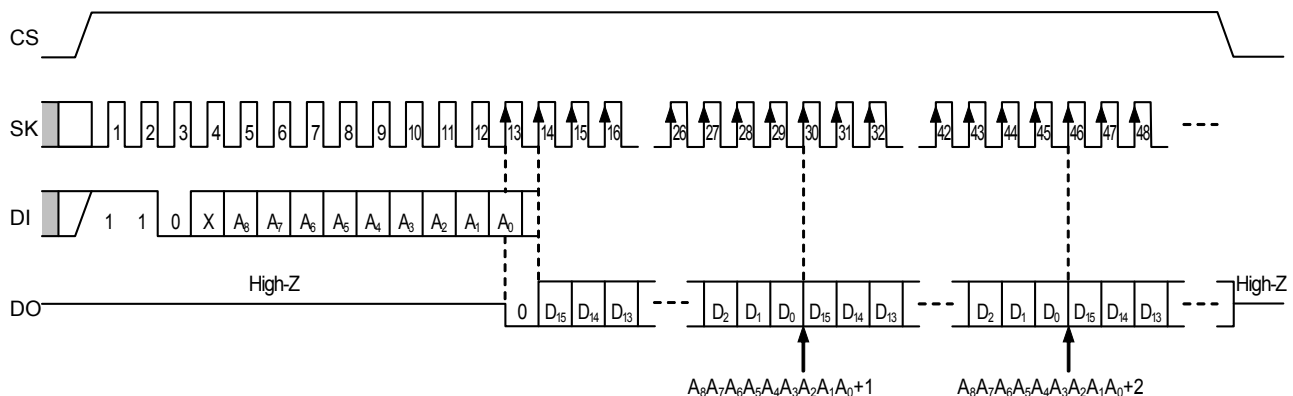 CS
SK 1 2 3 4 5 6 7 8 9 10 11 12 13 14 15 16 26 27 28 29 30 31 32 42 43 44 45 46 47 48
DI 1 1 0 X A₈ A₇ A₆ A₅ A₄ A₃ A₂ A₁ A₀
High-Z High-Z
DO 0 D₁₅ D₁₄ D₁₃ D₂ D₁ D₀ D₁₅ D₁₄ D₁₃ D₂ D₁ D₀ D₁₅ D₁₄ D₁₃
A₈A₇A₆A₅A₄A₃A₂A₁A₀+1 A₈A₇A₆A₅A₄A₃A₂A₁A₀+2